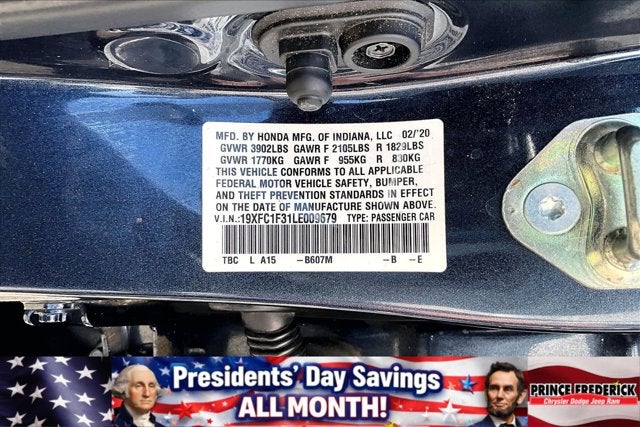 MFD. BY HONDA MFG. OF INDIANA, LLC 02/'20
GVWR 3902LBS GAWR F 2105LBS R 1829LBS
GVWR 1770KG GAWR F 955KG R 830KG
THIS VEHICLE CONFORMS TO ALL APPLICABLE
FEDERAL MOTOR VEHICLE SAFETY, BUMPER,
AND THEFT PREVENTION STANDARDS IN EFFECT
ON THE DATE OF MANUFACTURE SHOWN ABOVE.
V.I.N.:19XFC1F31LE009679 TYPE: PASSENGER CAR
TBC L A15 –B607M –B –E
Presidents' Day Savings
ALL MONTH!
PRINCE FREDERICK
Chrysler Dodge Jeep Ram